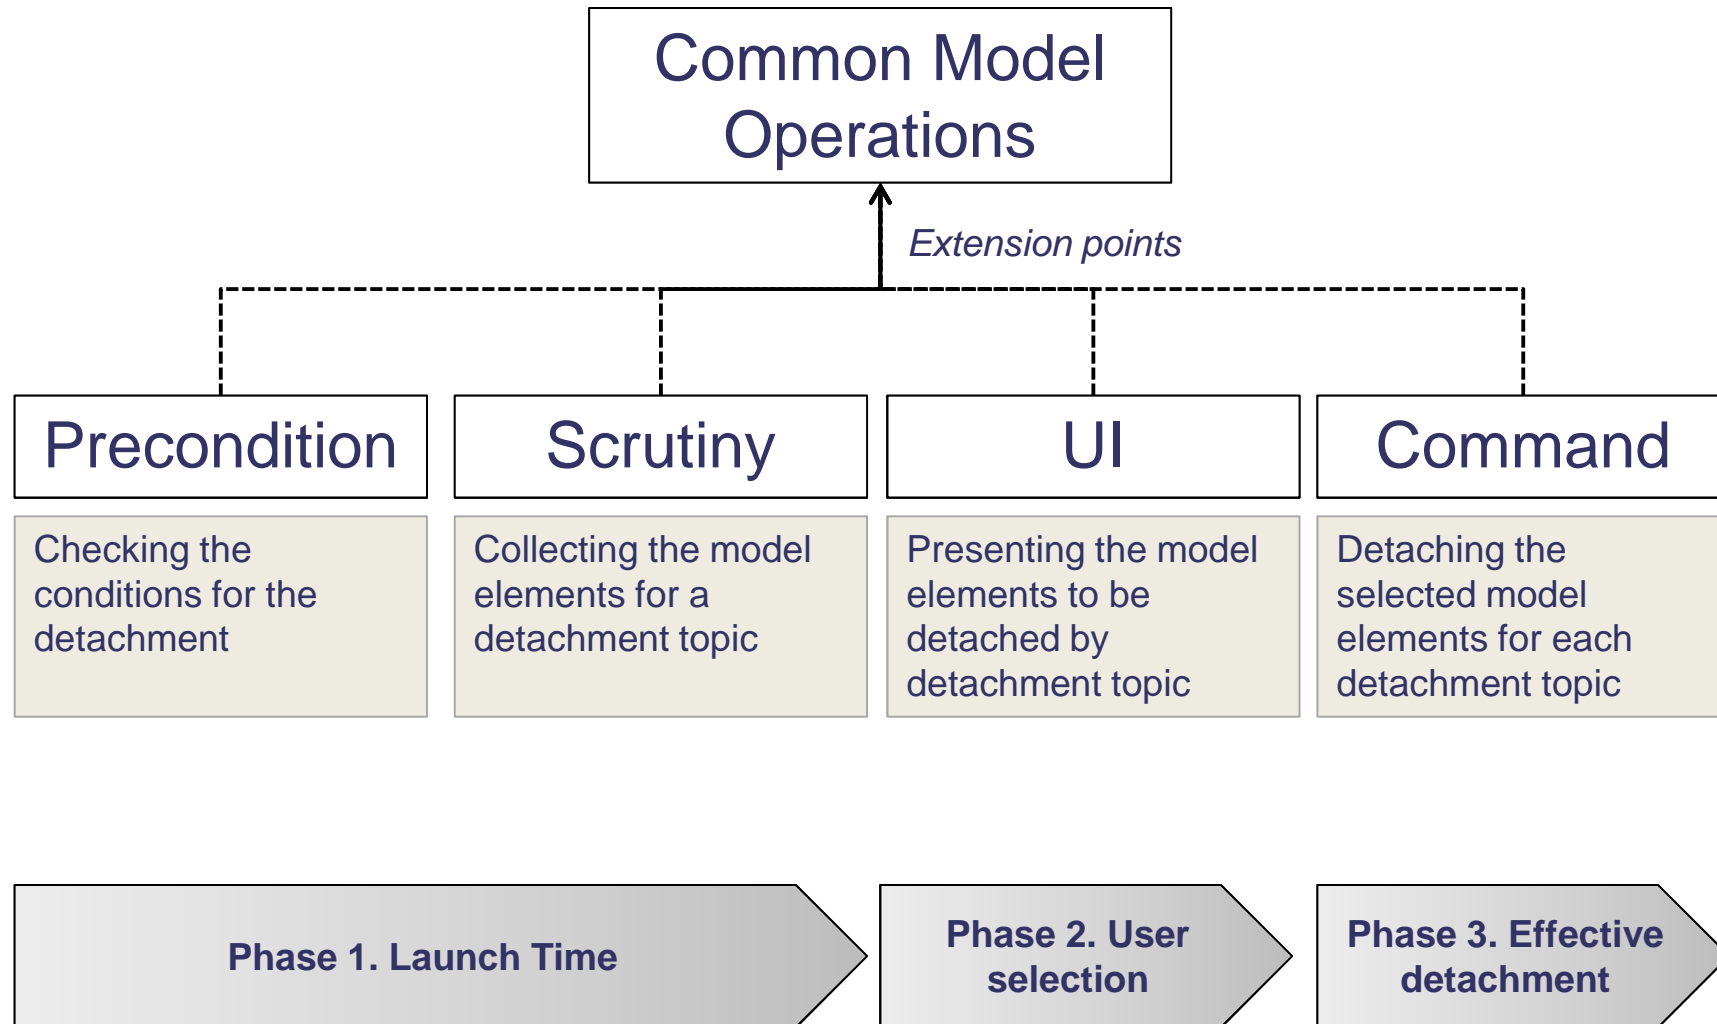 Common Model
Operations
Extension points
Precondition
Scrutiny
UI
Command
Checking the
conditions for the
detachment
Collecting the model
elements for a
detachment topic
Presenting the model
elements to be
detached by
detachment topic
Detaching the
selected model
elements for each
detachment topic
Phase 1. Launch Time
Phase 2. User
selection
Phase 3. Effective
detachment